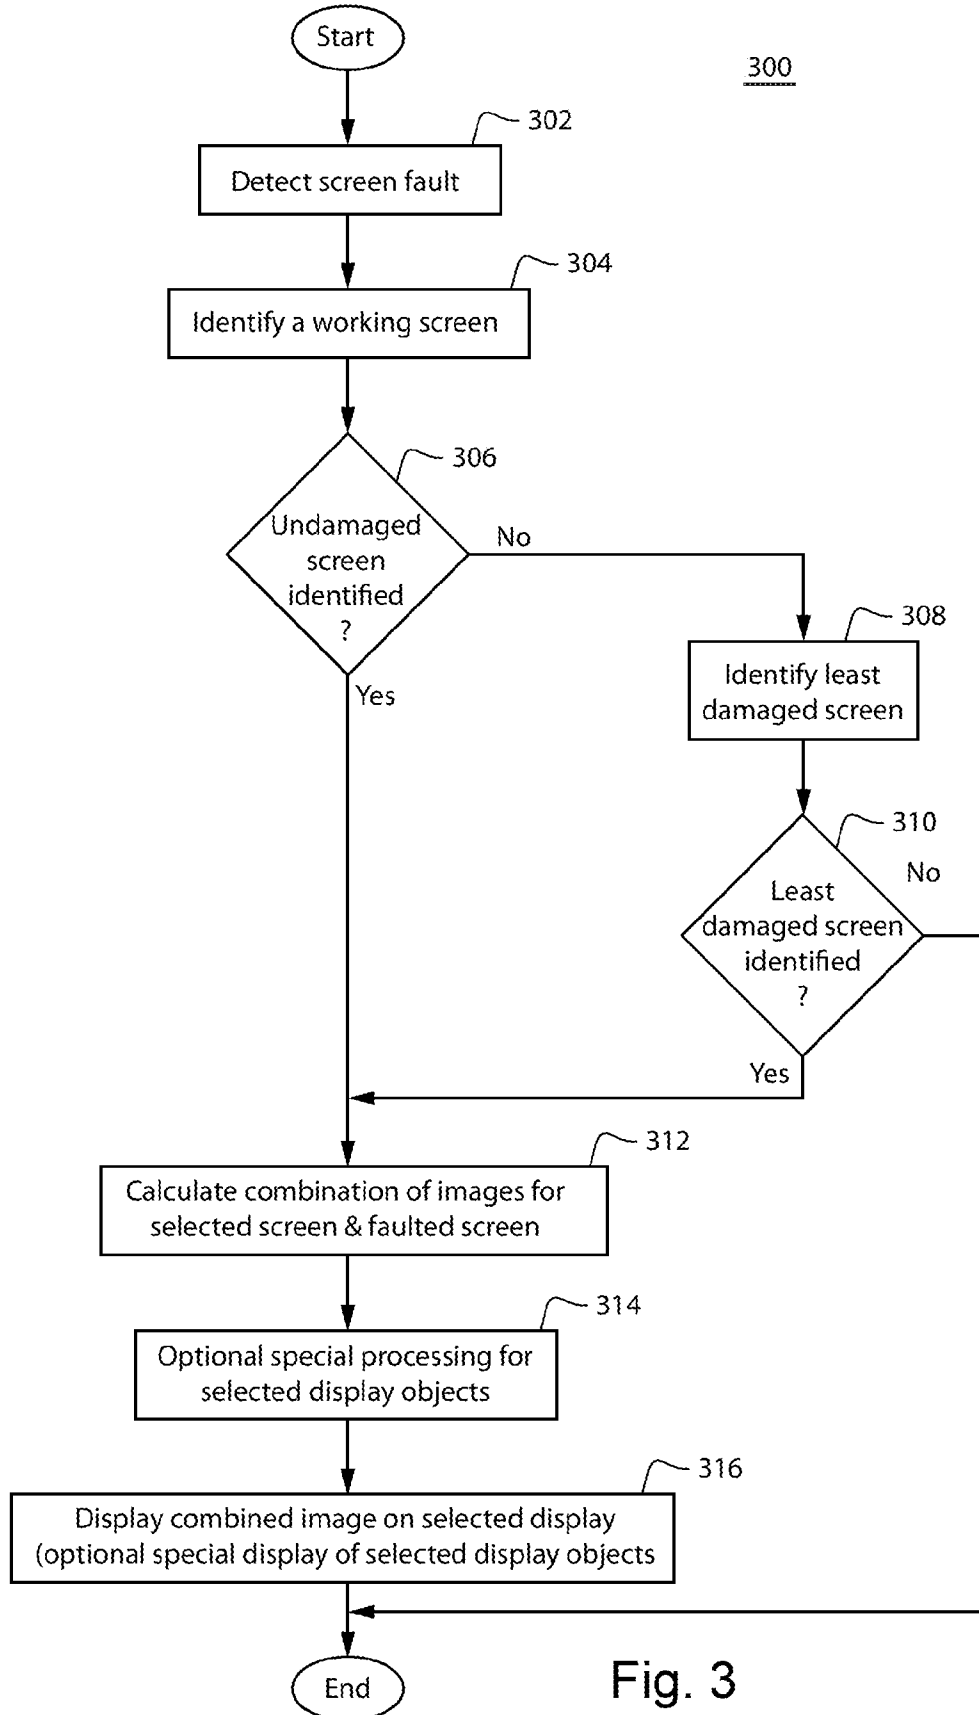 Start
300
302
Detect screen fault
304
Identify a working screen
306
Undamaged
screen
identified
?
No
Yes
308
Identify least
damaged screen
310
No
Least
damaged screen
identified
?
Yes
312
Calculate combination of images for
selected screen & faulted screen
314
Optional special processing for
selected display objects
316
Display combined image on selected display
(optional special display of selected display objects
End
Fig. 3